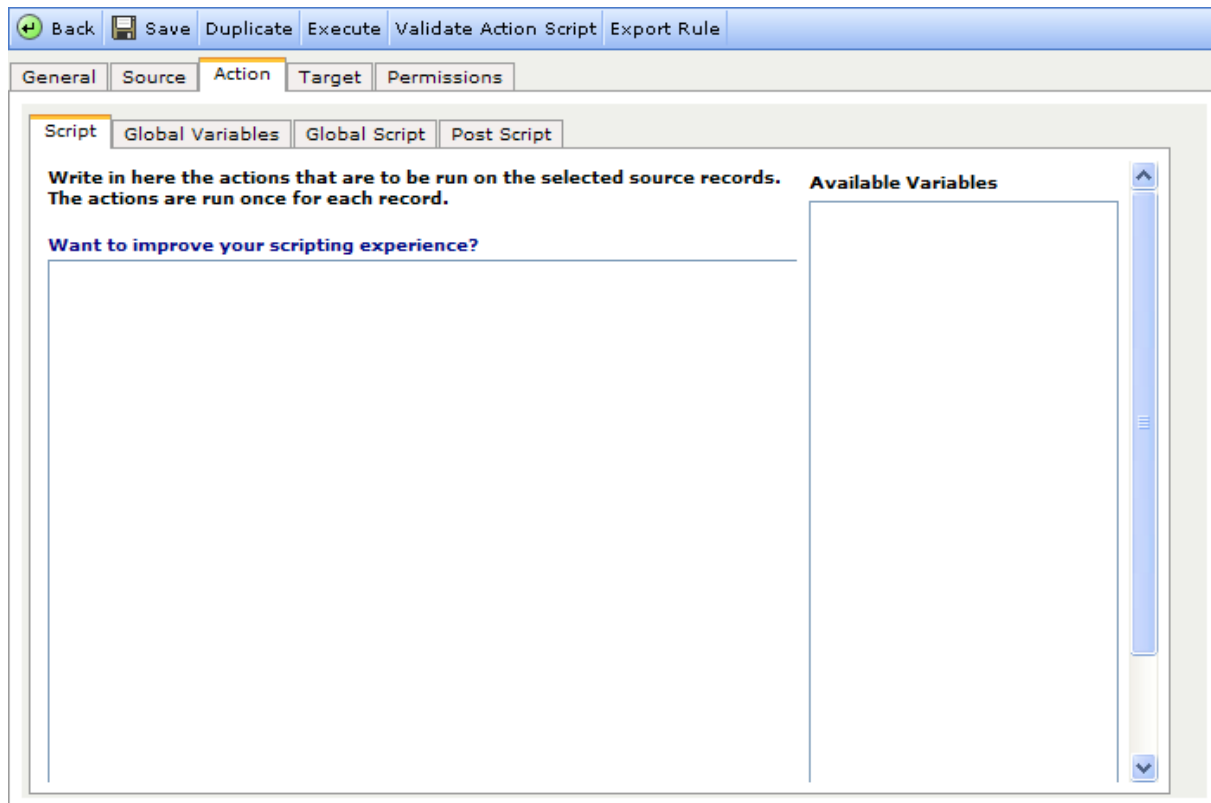 Back Save Duplicate Execute Validate Action Script Export Rule
General Source Action Target Permissions
Script Global Variables Global Script Post Script
Write in here the actions that are to be run on the selected source records.
The actions are run once for each record.
Available Variables
Want to improve your scripting experience?